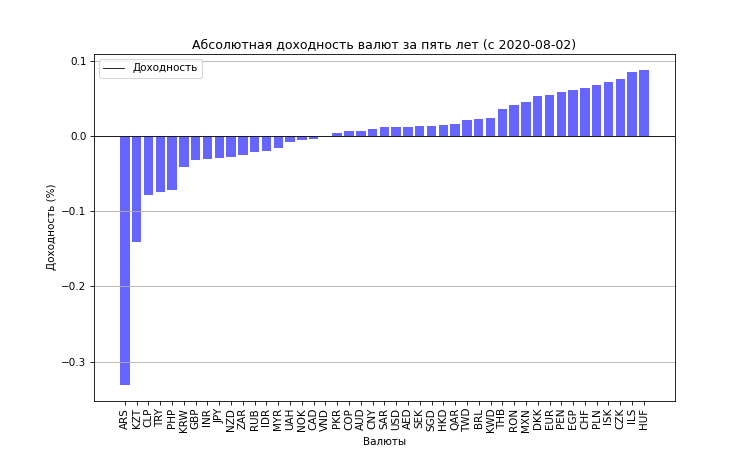 Абсолютная доходность валют за пять лет (с 2020-08-02)
Доходность
0.1
0.0
−0.1
−0.2
−0.3
Доходность (%)
ARS KZT CLP TRY PHP KRW GBP INR JPY NZD ZAR RUB IDR MYR UAH NOK CAD VND PKR COP AUD CNY SAR USD AED SEK SGD HKD QAR TWD BRL KWD THB RON MXN DKK EUR PEN EGP CHF PLN ISK CZK ILS HUF
Валюты